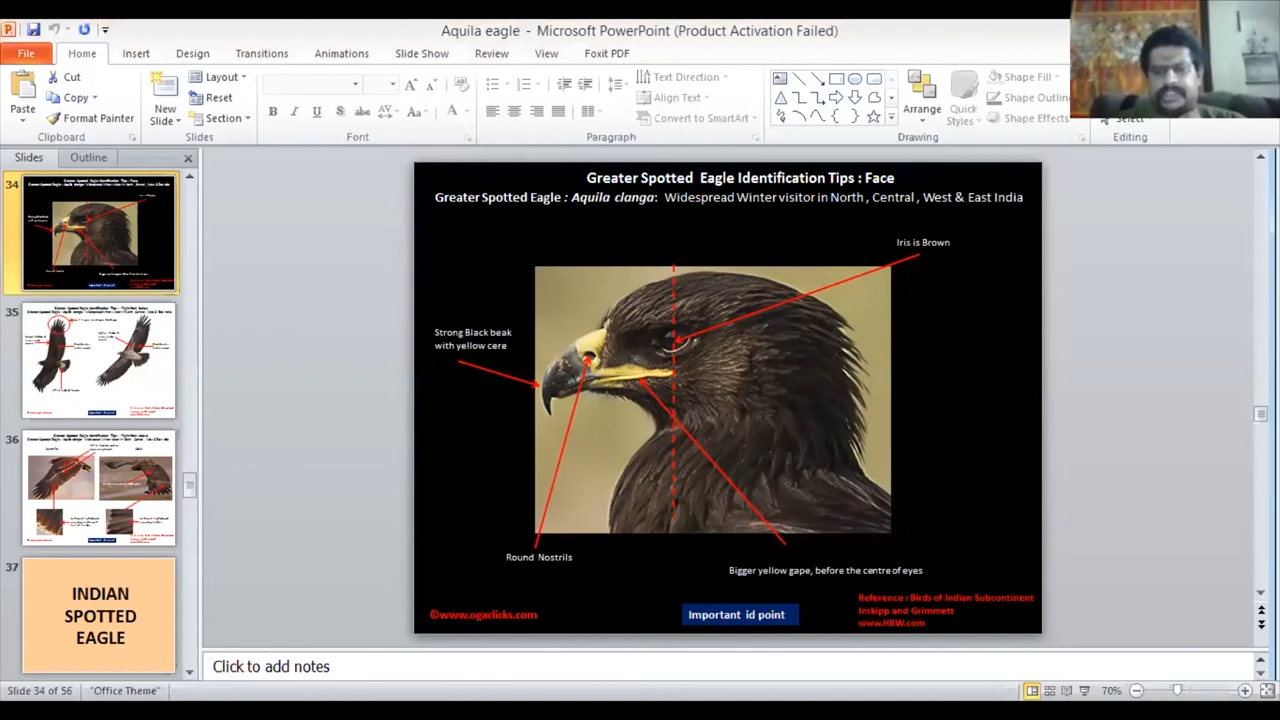 Aquila eagle - Microsoft PowerPoint (Product Activation Failed)
File Home Insert Design Transitions Animations Slide Show Review View Foxit PDF
Paste
Cut
Copy
Format Painter
Clipboard
New
Slide
Layout
Reset
Section
Slides
B I U S abc AV Aa A
Font
Text Direction
Align Text
Convert to SmartArt
Paragraph
Arrange
Quick
Styles
Shape Fill
Shape Outline
Shape Effects
Drawing
Select
Editing
Slides Outline
34
35
36
37
INDIAN
SPOTTED
EAGLE
Greater Spotted Eagle Identification Tips : Face
Greater Spotted Eagle : Aquila clanga: Widespread Winter visitor in North , Central , West & East India
Iris is Brown
Strong Black beak
with yellow cere
Round Nostrils
Bigger yellow gape, before the centre of eyes
©www.ogaclicks.com
Important id point
Reference : Birds of Indian Subcontinent
Inskipp and Grimmett
www.HBW.com
Click to add notes
Slide 34 of 56 "Office Theme" 70%